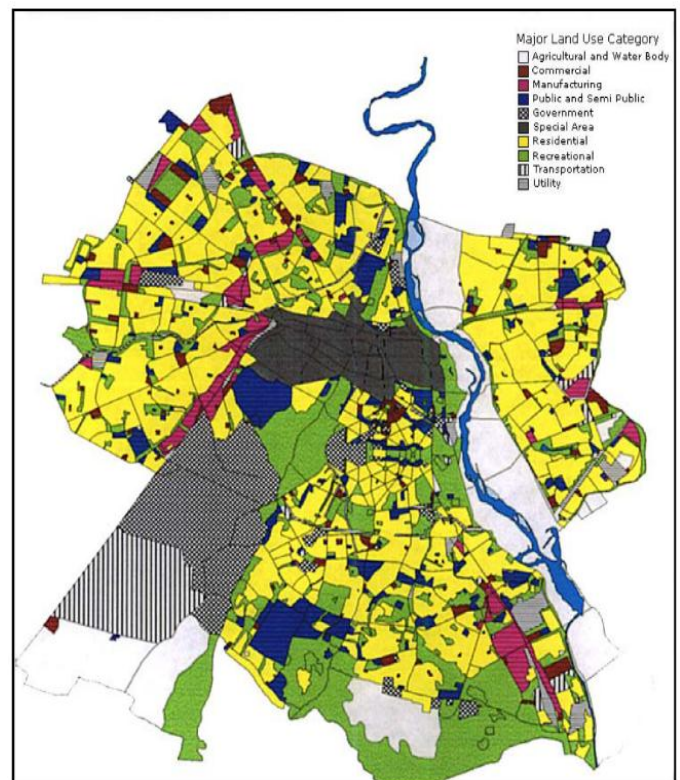 Major Land Use Category
Agricultural and Water Body
Commercial
Manufacturing
Public and Semi Public
Government
Special Area
Residential
Recreational
Transportation
Utility